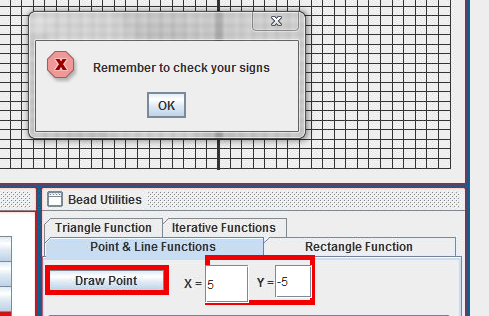 X
Remember to check your signs
OK
Bead Utilities
Triangle Function Iterative Functions
Point & Line Functions Rectangle Function
Draw Point X = 5 Y = -5